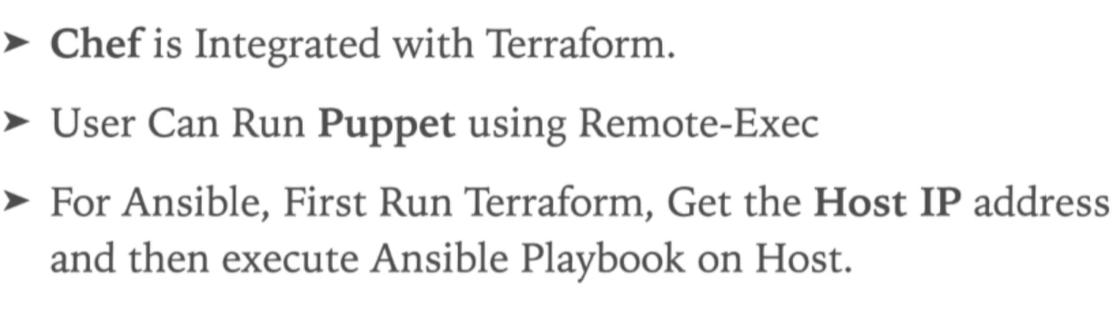 ➤ Chef is Integrated with Terraform.
➤ User Can Run Puppet using Remote-Exec
➤ For Ansible, First Run Terraform, Get the Host IP address
and then execute Ansible Playbook on Host.